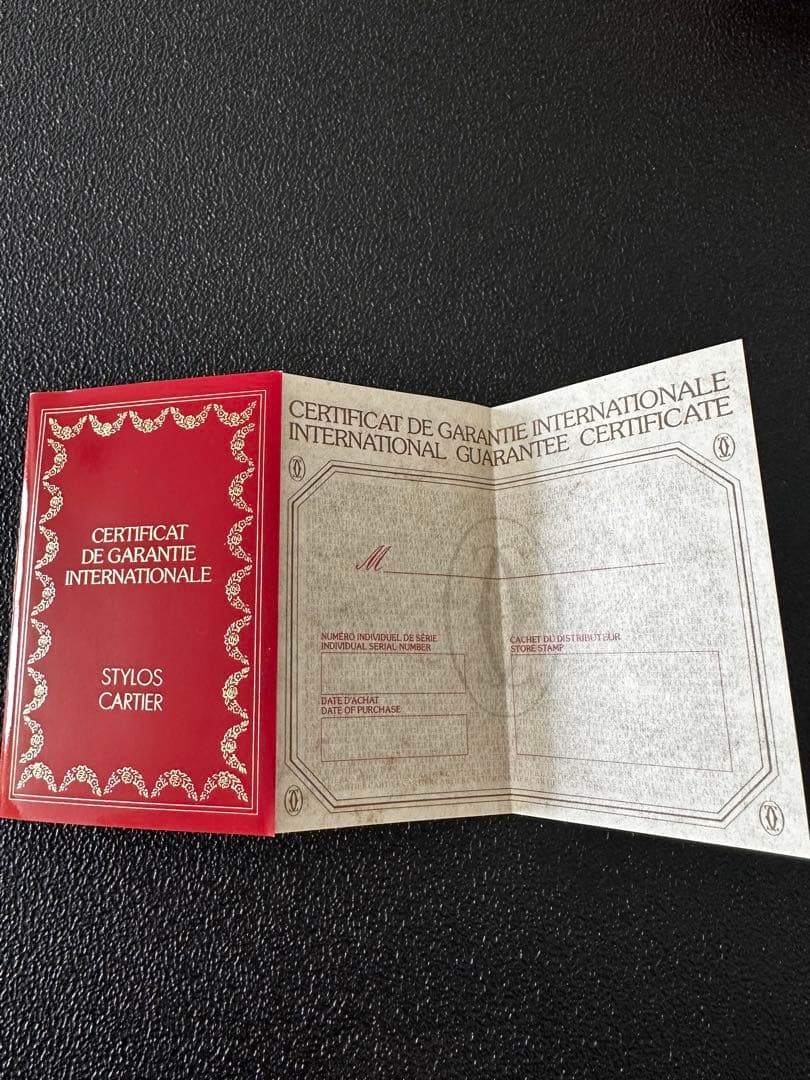 CERTIFICAT
DE GARANTIE
INTERNATIONALE
STYLOS
CARTIER
CERTIFICAT DE GARANTIE INTERNATIONALE
INTERNATIONAL GUARANTEE CERTIFICATE
M
NUMÉRO INDIVIDUEL DE SÉRIE
INDIVIDUAL SERIAL NUMBER
DATE D'ACHAT
DATE OF PURCHASE
CACHET DU DISTRIBUTEUR
STORE STAMP